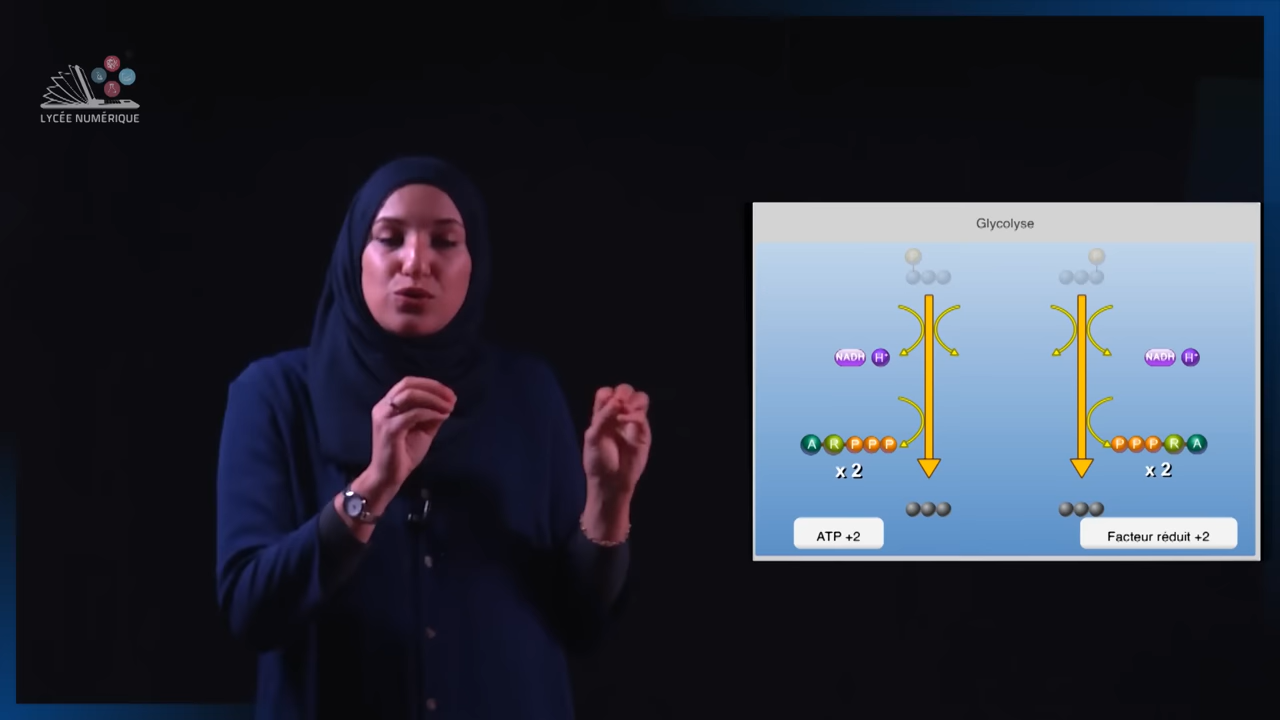 LYCÉE NUMÉRIQUE
Glycolyse
NADH H⁺
NADH H⁺
A R P P P
P P P R A
x 2
x 2
ATP +2
Facteur réduit +2